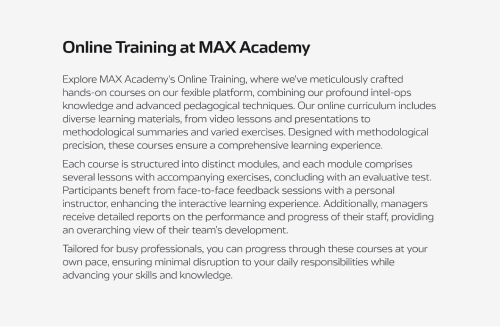 Online Training at MAX Academy
Explore MAX Academy's Online Training, where we've meticulously crafted
hands-on courses on our fexible platform, combining our profound intel-ops
knowledge and advanced pedagogical techniques. Our online curriculum includes
diverse learning materials, from video lessons and presentations to
methodological summaries and varied exercises. Designed with methodological
precision, these courses ensure a comprehensive learning experience.
Each course is structured into distinct modules, and each module comprises
several lessons with accompanying exercises, concluding with an evaluative test.
Participants benefit from face-to-face feedback sessions with a personal
instructor, enhancing the interactive learning experience. Additionally, managers
receive detailed reports on the performance and progress of their staff, providing
an overarching view of their team's development.
Tailored for busy professionals, you can progress through these courses at your
own pace, ensuring minimal disruption to your daily responsibilities while
advancing your skills and knowledge.